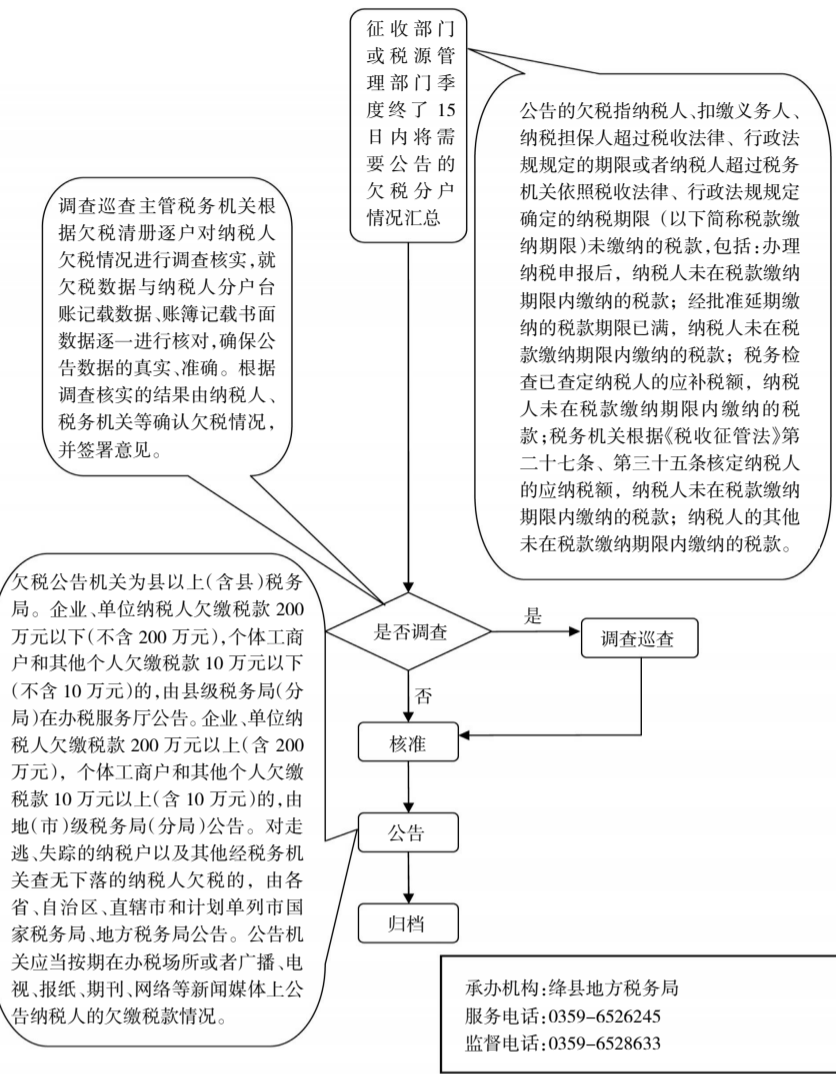 征收部门
或税源管
理部门季
度终了 15
日内将需
要公告的
欠税分户
情况汇总
公告的欠税指纳税人、扣缴义务人、
纳税担保人超过税收法律、行政法
规规定的期限或者纳税人超过税务
机关依照税收法律、行政法规规定
确定的纳税期限（以下简称税款缴
纳期限）未缴纳的税款,包括:办理
纳税申报后，纳税人未在税款缴纳
期限内缴纳的税款；经批准延期缴
纳的税款期限已满，纳税人未在税
款缴纳期限内缴纳的税款；税务检
查已查定纳税人的应补税额，纳税
人未在税款缴纳期限内缴纳的税
款;税务机关根据《税收征管法》第
二十七条、第三十五条核定纳税人
的应纳税额，纳税人未在税款缴纳
期限内缴纳的税款；纳税人的其他
未在税款缴纳期限内缴纳的税款。
调查巡查主管税务机关根
据欠税清册逐户对纳税人
欠税情况进行调查核实,就
欠税数据与纳税人分户台
账记载数据、账簿记载书面
数据逐一进行核对,确保公
告数据的真实、准确。根据
调查核实的结果由纳税人、
税务机关等确认欠税情况,
并签署意见。
欠税公告机关为县以上(含县)税务
局。企业、单位纳税人欠缴税款 200
万元以下(不含 200 万元),个体工商
户和其他个人欠缴税款 10 万元以下
(不含 10 万元)的,由县级税务局(分
局)在办税服务厅公告。企业、单位纳
税人欠缴税款 200 万元以上(含 200
万元)，个体工商户和其他个人欠缴
税款 10 万元以上(含 10 万元)的,由
地(市)级税务局(分局)公告。对走
逃、失踪的纳税户以及其他经税务机
关查无下落的纳税人欠税的，由各
省、自治区、直辖市和计划单列市国
家税务局、地方税务局公告。公告机
关应当按期在办税场所或者广播、电
视、报纸、期刊、网络等新闻媒体上公
告纳税人的欠缴税款情况。
是否调查
是
调查巡查
否
核准
公告
归档
承办机构:绛县地方税务局
服务电话:0359-6526245
监督电话:0359-6528633